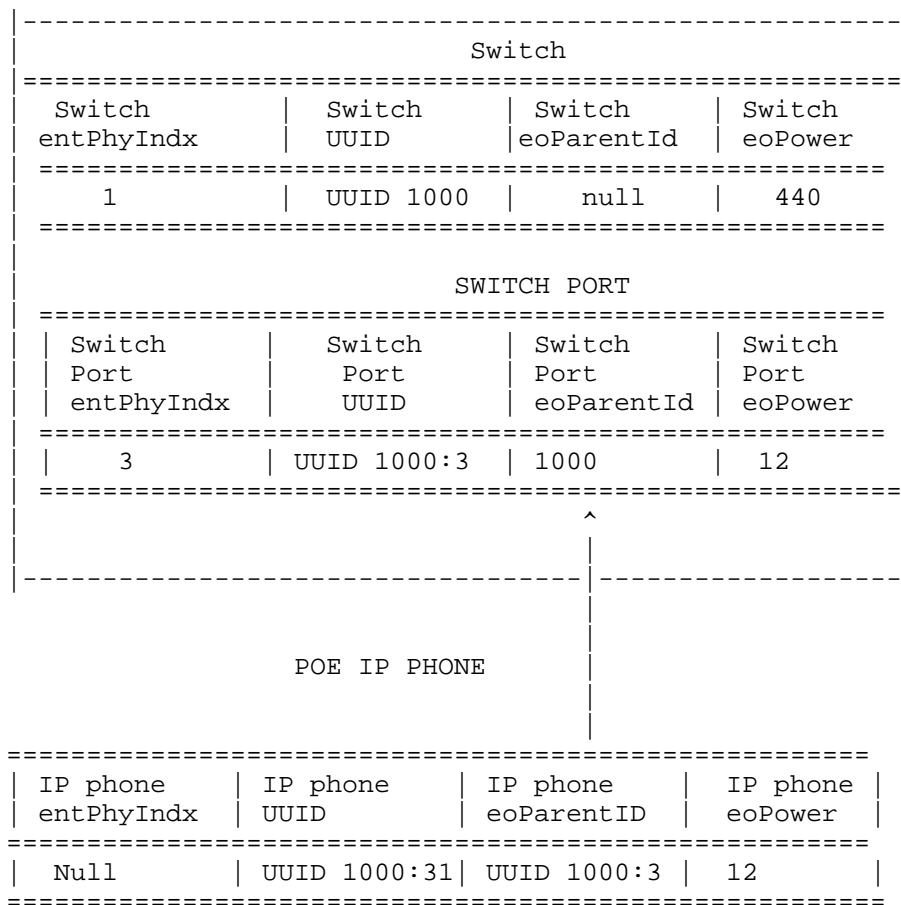 |-------------------------------------------------------
| Switch
|=======================================================
| Switch | Switch | Switch | Switch
| entPhyIndx | UUID |eoParentId | eoPower
| =====================================================
| 1 | UUID 1000 | null | 440
| =====================================================
|
| SWITCH PORT
| =====================================================
| | Switch | Switch | Switch | Switch
| | Port | Port | Port | Port
| | entPhyIndx | UUID | eoParentId | eoPower
| =====================================================
| | 3 | UUID 1000:3 | 1000 | 12
| ======================================================
| ^
| |
|-----------------------------------|-------------------
|
|
POE IP PHONE |
|
|
======================================================
| IP phone | IP phone | IP phone | IP phone |
| entPhyIndx | UUID | eoParentID | eoPower |
======================================================
| Null | UUID 1000:31| UUID 1000:3 | 12 |
=======================================================